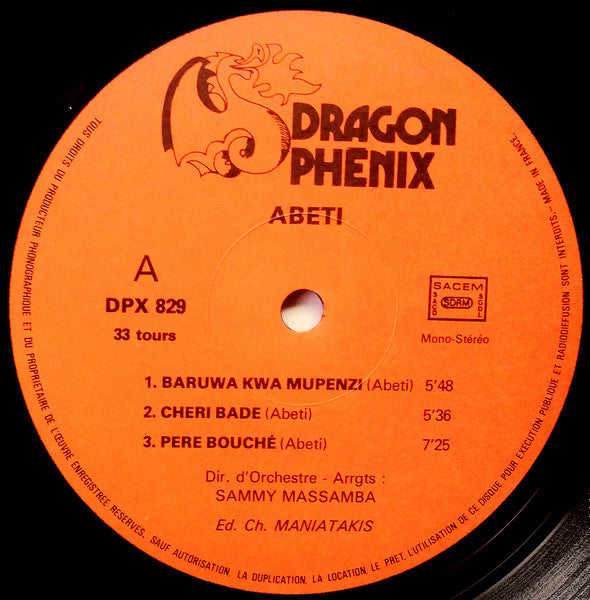 DRAGON
PHENIX
ABETI
A
DPX 829
33 tours
SACEM
SACD
SDRM
SGDL
Mono-Stéréo
1. BARUWA KWA MUPENZI (Abeti) 5'48
2. CHERI BADE (Abeti) 5'36
3. PERE BOUCHÉ (Abeti) 7'25
Dir. d'Orchestre - Arrgts :
SAMMY MASSAMBA
Ed. Ch. MANIATAKIS
TOUS DROITS DU PRODUCTEUR PHONOGRAPHIQUE ET DU PROPRIETAIRE DE L'ŒUVRE ENREGISTREE RESERVES. SAUF AUTORISATION, LA DUPLICATION, LA LOCATION, LE PRET, L'UTILISATION DE CE DISQUE POUR EXECUTION PUBLIQUE ET RADIODIFFUSION SONT INTERDITS. - MADE IN FRANCE.